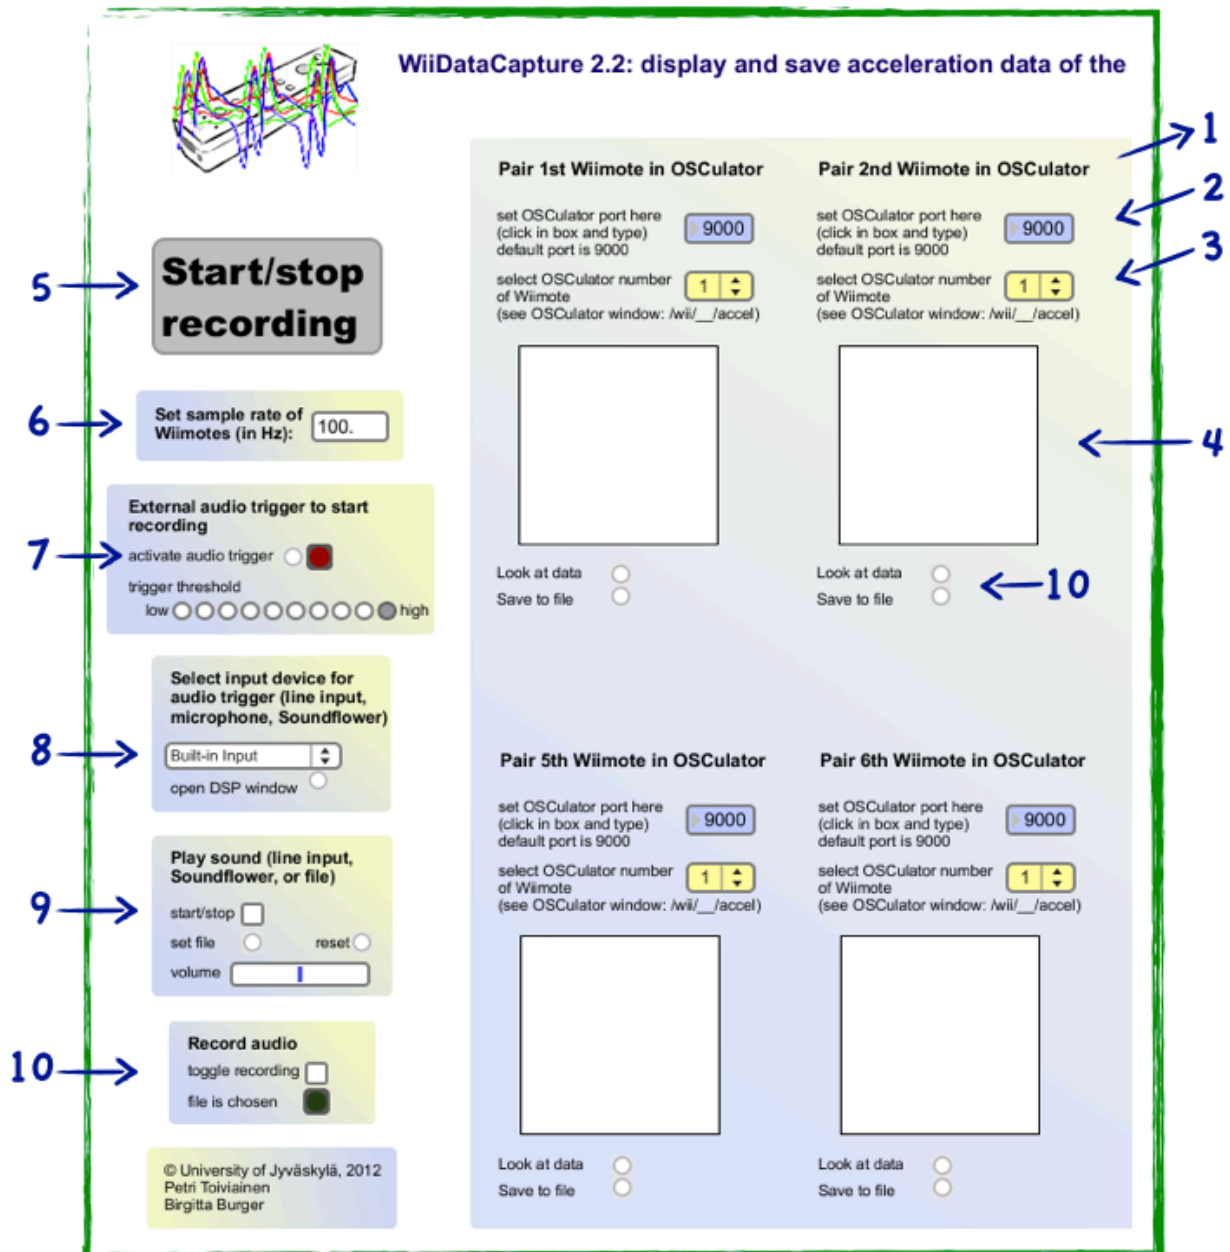 WiiDataCapture 2.2: display and save acceleration data of the
1
Pair 1st Wiimote in OSCulator
Pair 2nd Wiimote in OSCulator
2
set OSCulator port here
(click in box and type)
default port is 9000
9000
set OSCulator port here
(click in box and type)
default port is 9000
9000
3
select OSCulator number
of Wiimote
(see OSCulator window: /wii/__/accel)
1
select OSCulator number
of Wiimote
(see OSCulator window: /wii/__/accel)
1
5
Start/stop
recording
6
Set sample rate of
Wiimotes (in Hz):
100.
4
External audio trigger to start
recording
7
activate audio trigger
trigger threshold
low
high
Look at data
Save to file
Look at data
Save to file
10
Select input device for
audio trigger (line input,
microphone, Soundflower)
8
Built-in Input
open DSP window
Pair 5th Wiimote in OSCulator
Pair 6th Wiimote in OSCulator
set OSCulator port here
(click in box and type)
default port is 9000
9000
set OSCulator port here
(click in box and type)
default port is 9000
9000
Play sound (line input,
Soundflower, or file)
9
start/stop
set file
reset
volume
select OSCulator number
of Wiimote
(see OSCulator window: /wii/__/accel)
1
select OSCulator number
of Wiimote
(see OSCulator window: /wii/__/accel)
1
Record audio
10
toggle recording
file is chosen
© University of Jyväskylä, 2012
Petri Toiviainen
Birgitta Burger
Look at data
Save to file
Look at data
Save to file